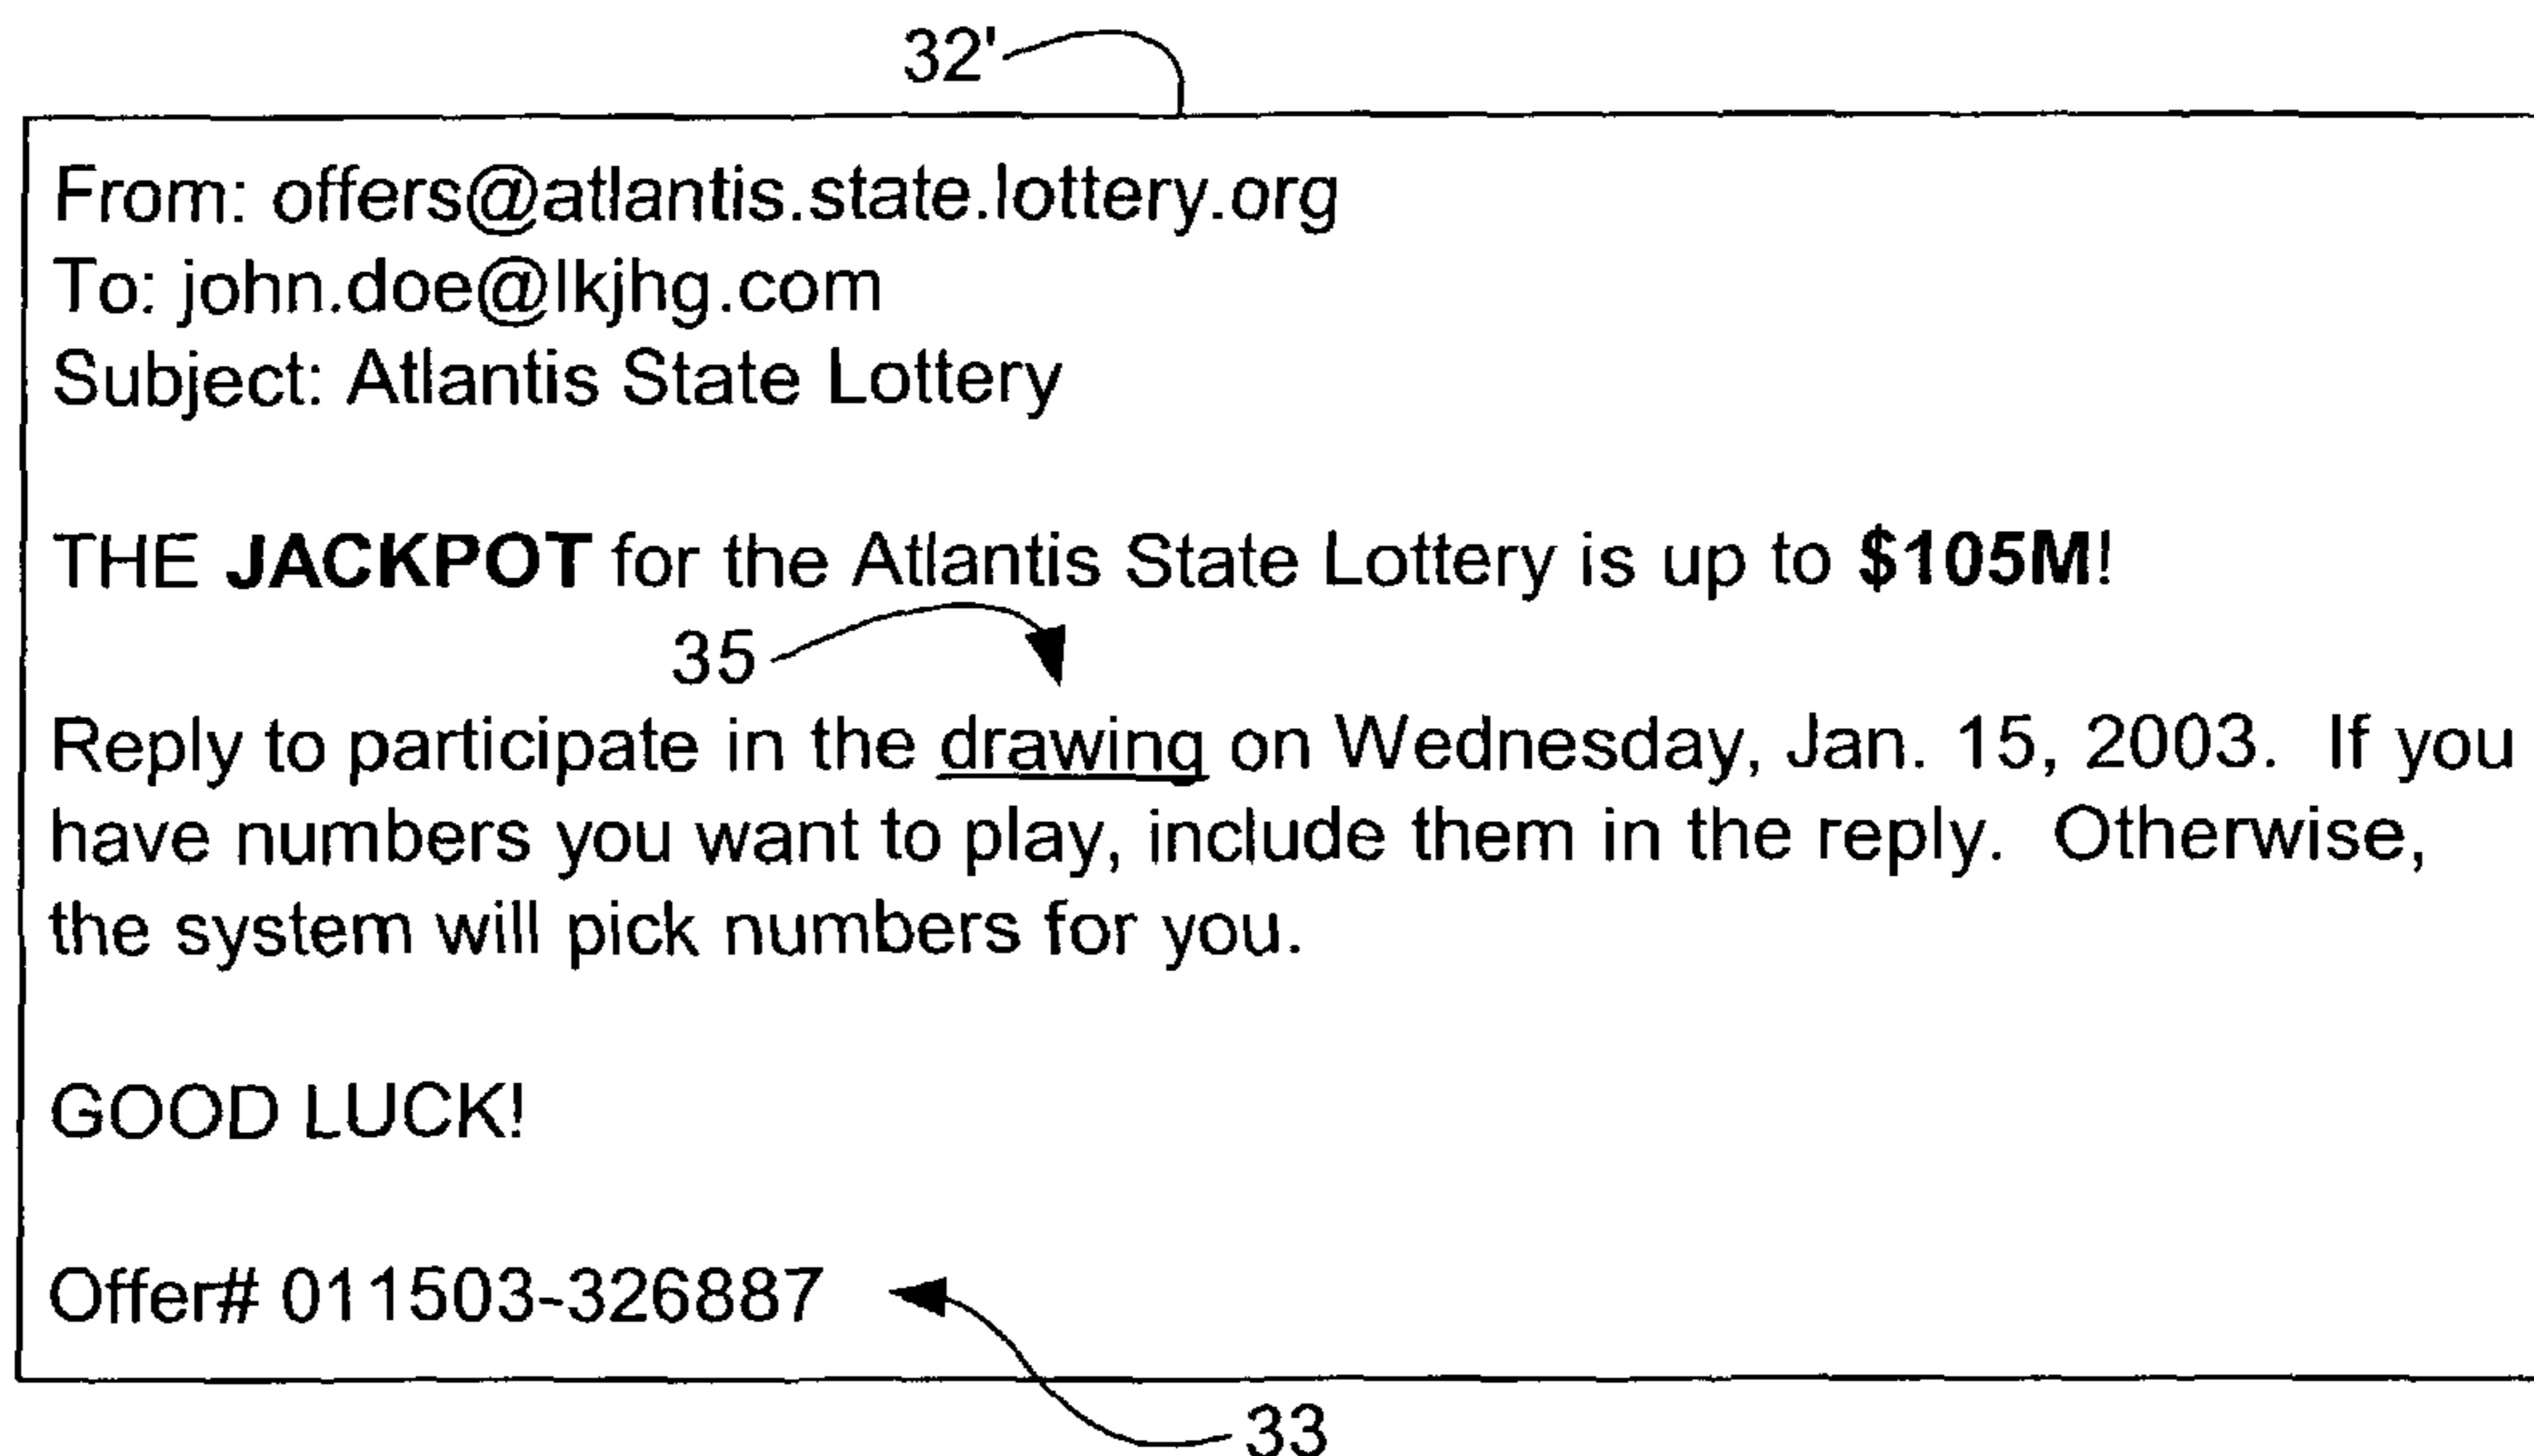 32'
From: offers@atlantis.state.lottery.org
To: john.doe@lkjhg.com
Subject: Atlantis State Lottery
THE JACKPOT for the Atlantis State Lottery is up to $105M!
35
Reply to participate in the drawing on Wednesday, Jan. 15, 2003. If you
have numbers you want to play, include them in the reply. Otherwise,
the system will pick numbers for you.
GOOD LUCK!
Offer# 011503-326887
33